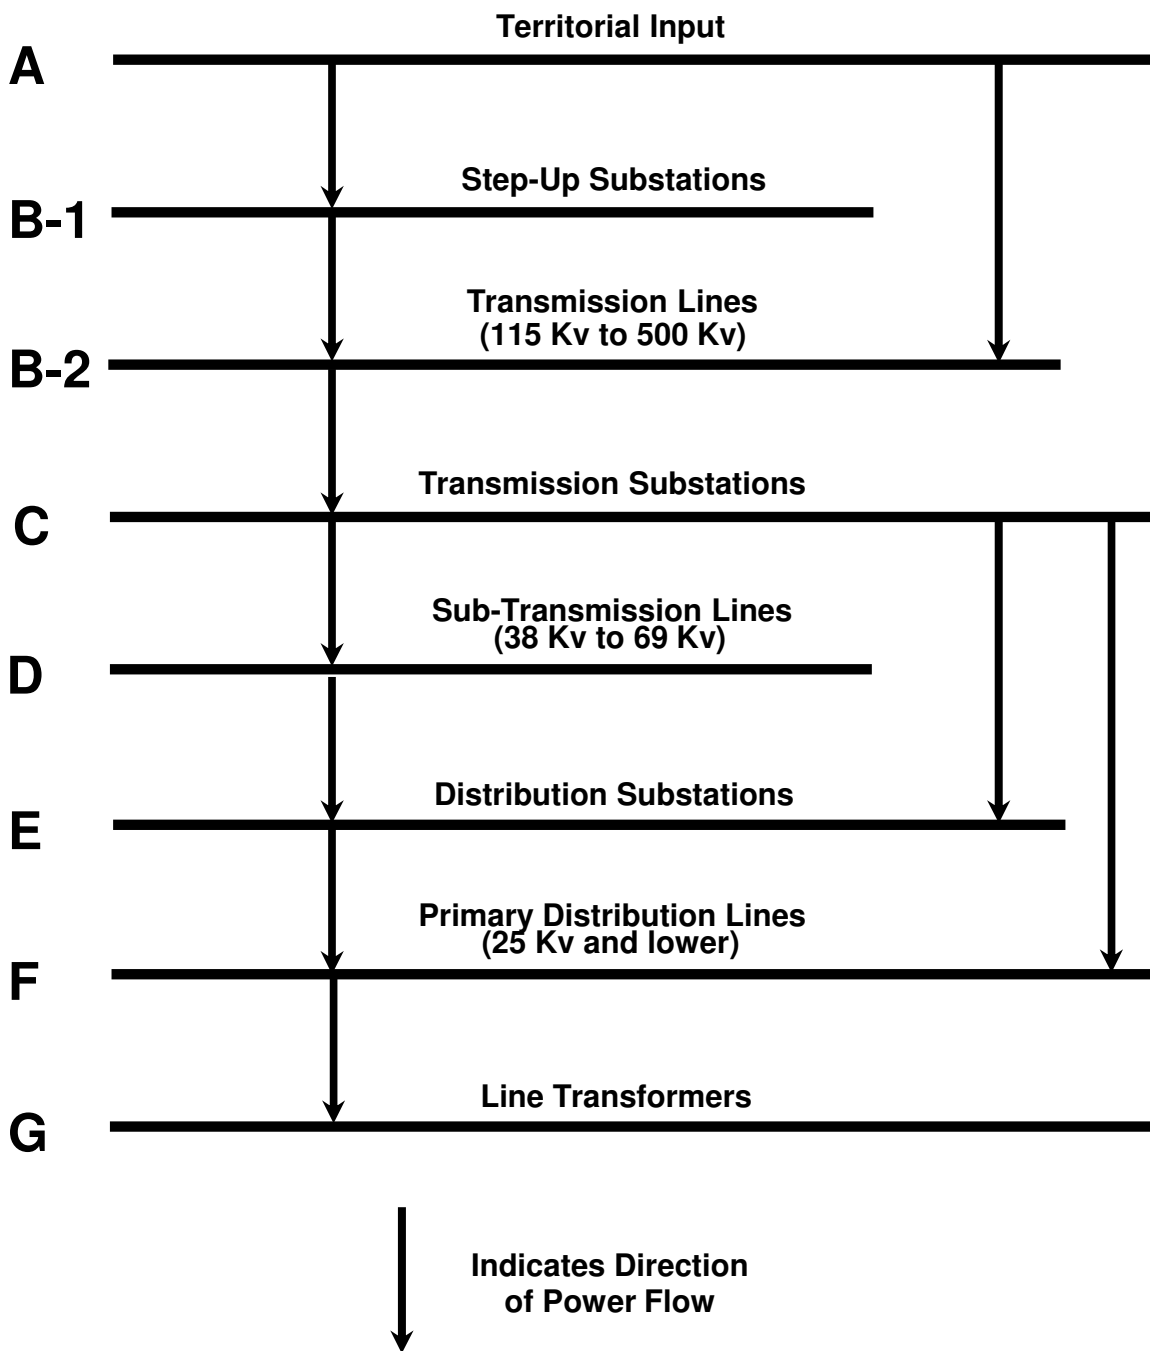 Territorial Input
A
Step-Up Substations
B-1
Transmission Lines
(115 Kv to 500 Kv)
B-2
Transmission Substations
C
Sub-Transmission Lines
(38 Kv to 69 Kv)
D
Distribution Substations
E
Primary Distribution Lines
(25 Kv and lower)
F
Line Transformers
G
Indicates Direction
of Power Flow